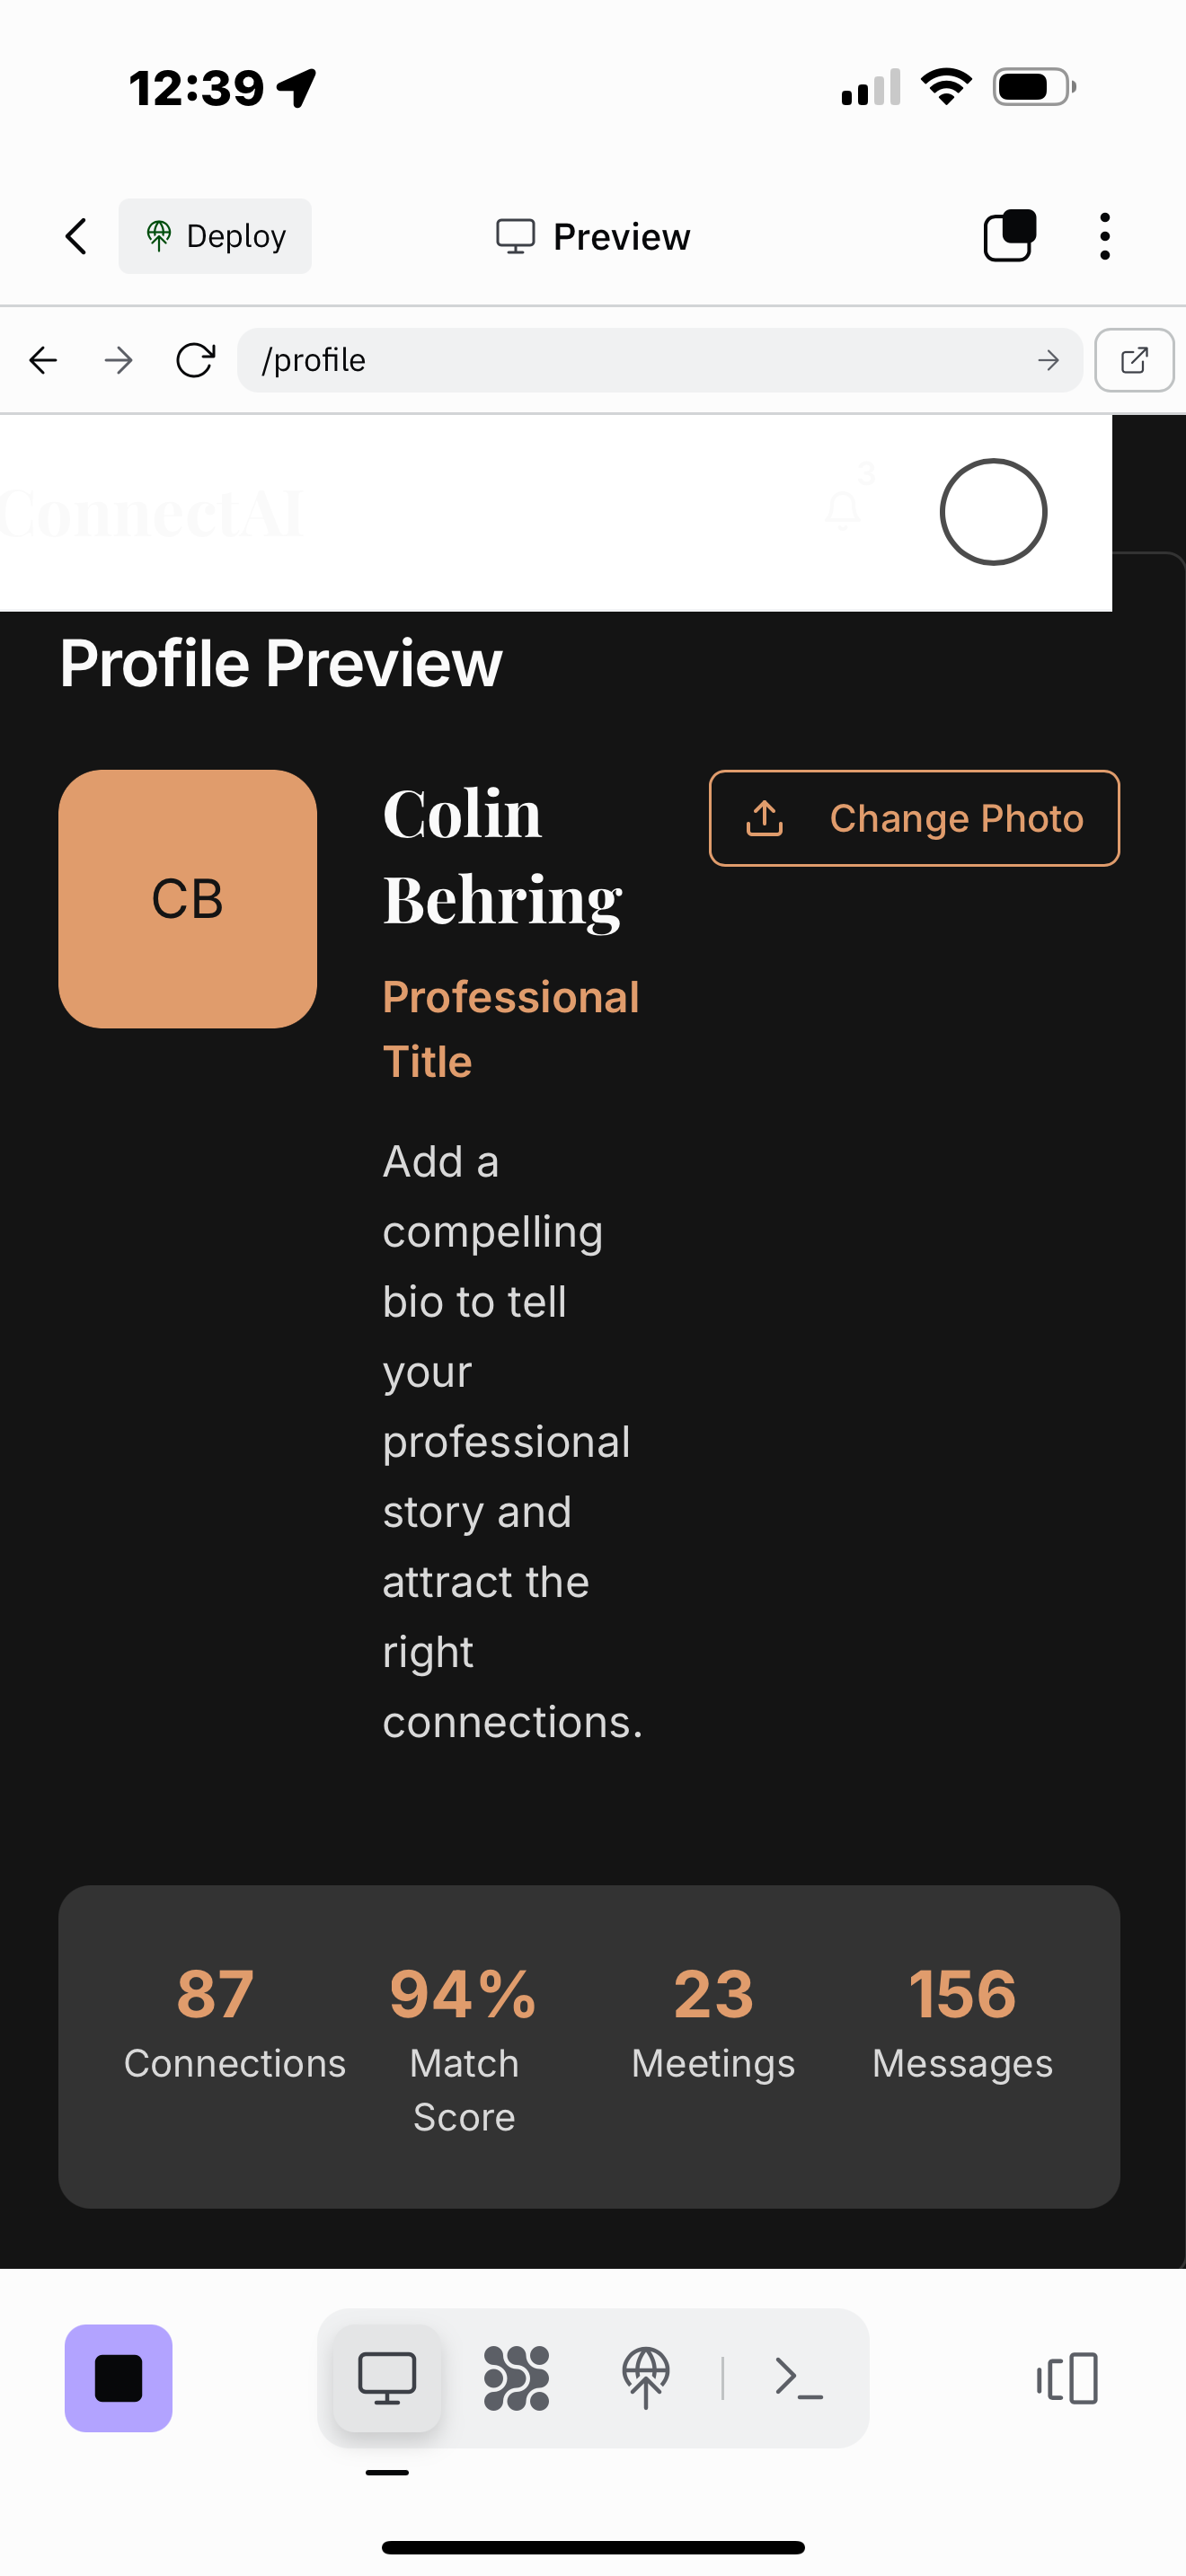 12:39
Deploy
Preview
/profile
ConnectAI
3
Profile Preview
CB
Colin
Behring
Change Photo
Professional
Title
Add a
compelling
bio to tell
your
professional
story and
attract the
right
connections.
87 94% 23 156
Connections Match Meetings Messages
Score